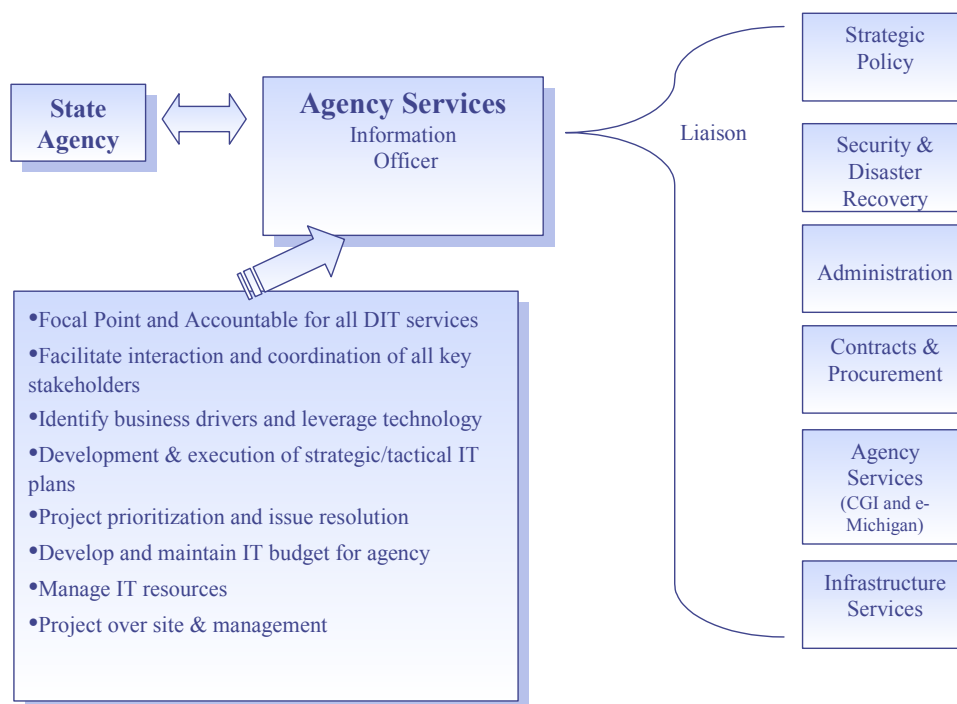 State
Agency
Agency Services
Information
Officer
Liaison
•Focal Point and Accountable for all DIT services
•Facilitate interaction and coordination of all key
stakeholders
•Identify business drivers and leverage technology
•Development & execution of strategic/tactical IT
plans
•Project prioritization and issue resolution
•Develop and maintain IT budget for agency
•Manage IT resources
•Project over site & management
Strategic
Policy
Security &
Disaster
Recovery
Administration
Contracts &
Procurement
Agency
Services
(CGI and e-
Michigan)
Infrastructure
Services